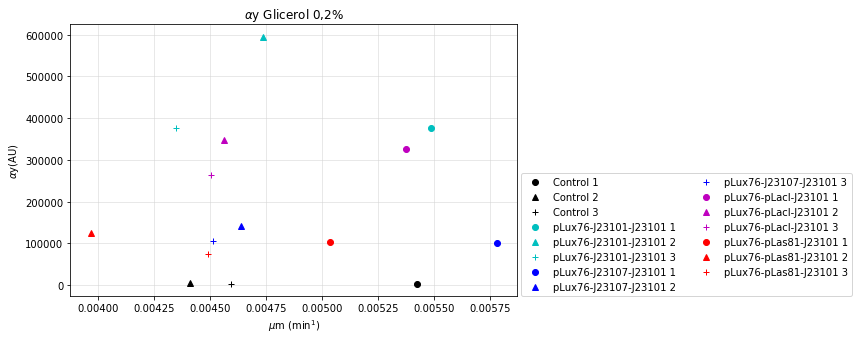 αy Glicerol 0,2%
600000
500000
400000
300000
200000
100000
0
αy(AU)
0.00400
0.00425
0.00450
0.00475
0.00500
0.00525
0.00550
0.00575
μm (min¹)
Control 1
Control 2
Control 3
pLux76-J23101-J23101 1
pLux76-J23101-J23101 2
pLux76-J23101-J23101 3
pLux76-J23107-J23101 1
pLux76-J23107-J23101 2
pLux76-J23107-J23101 3
pLux76-pLacI-J23101 1
pLux76-pLacI-J23101 2
pLux76-pLacI-J23101 3
pLux76-pLas81-J23101 1
pLux76-pLas81-J23101 2
pLux76-pLas81-J23101 3